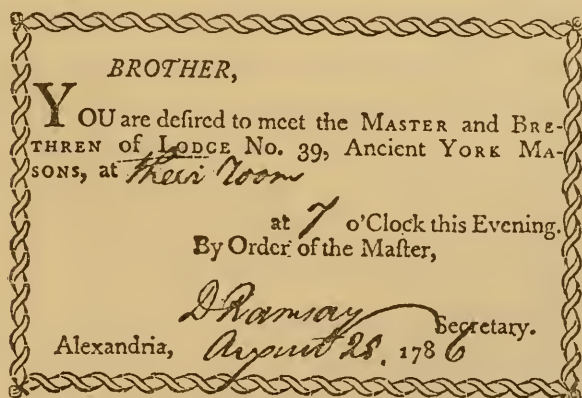 BROTHER,
YOU are deſired to meet the MASTER and BRE-
THREN of LODGE No. 39, Ancient YORK MA-
SONS, at their room
at 7 o'Clock this Evening.
By Order of the Maſter,
D Ramsay
Secretary.
Alexandria, August 28. 1786